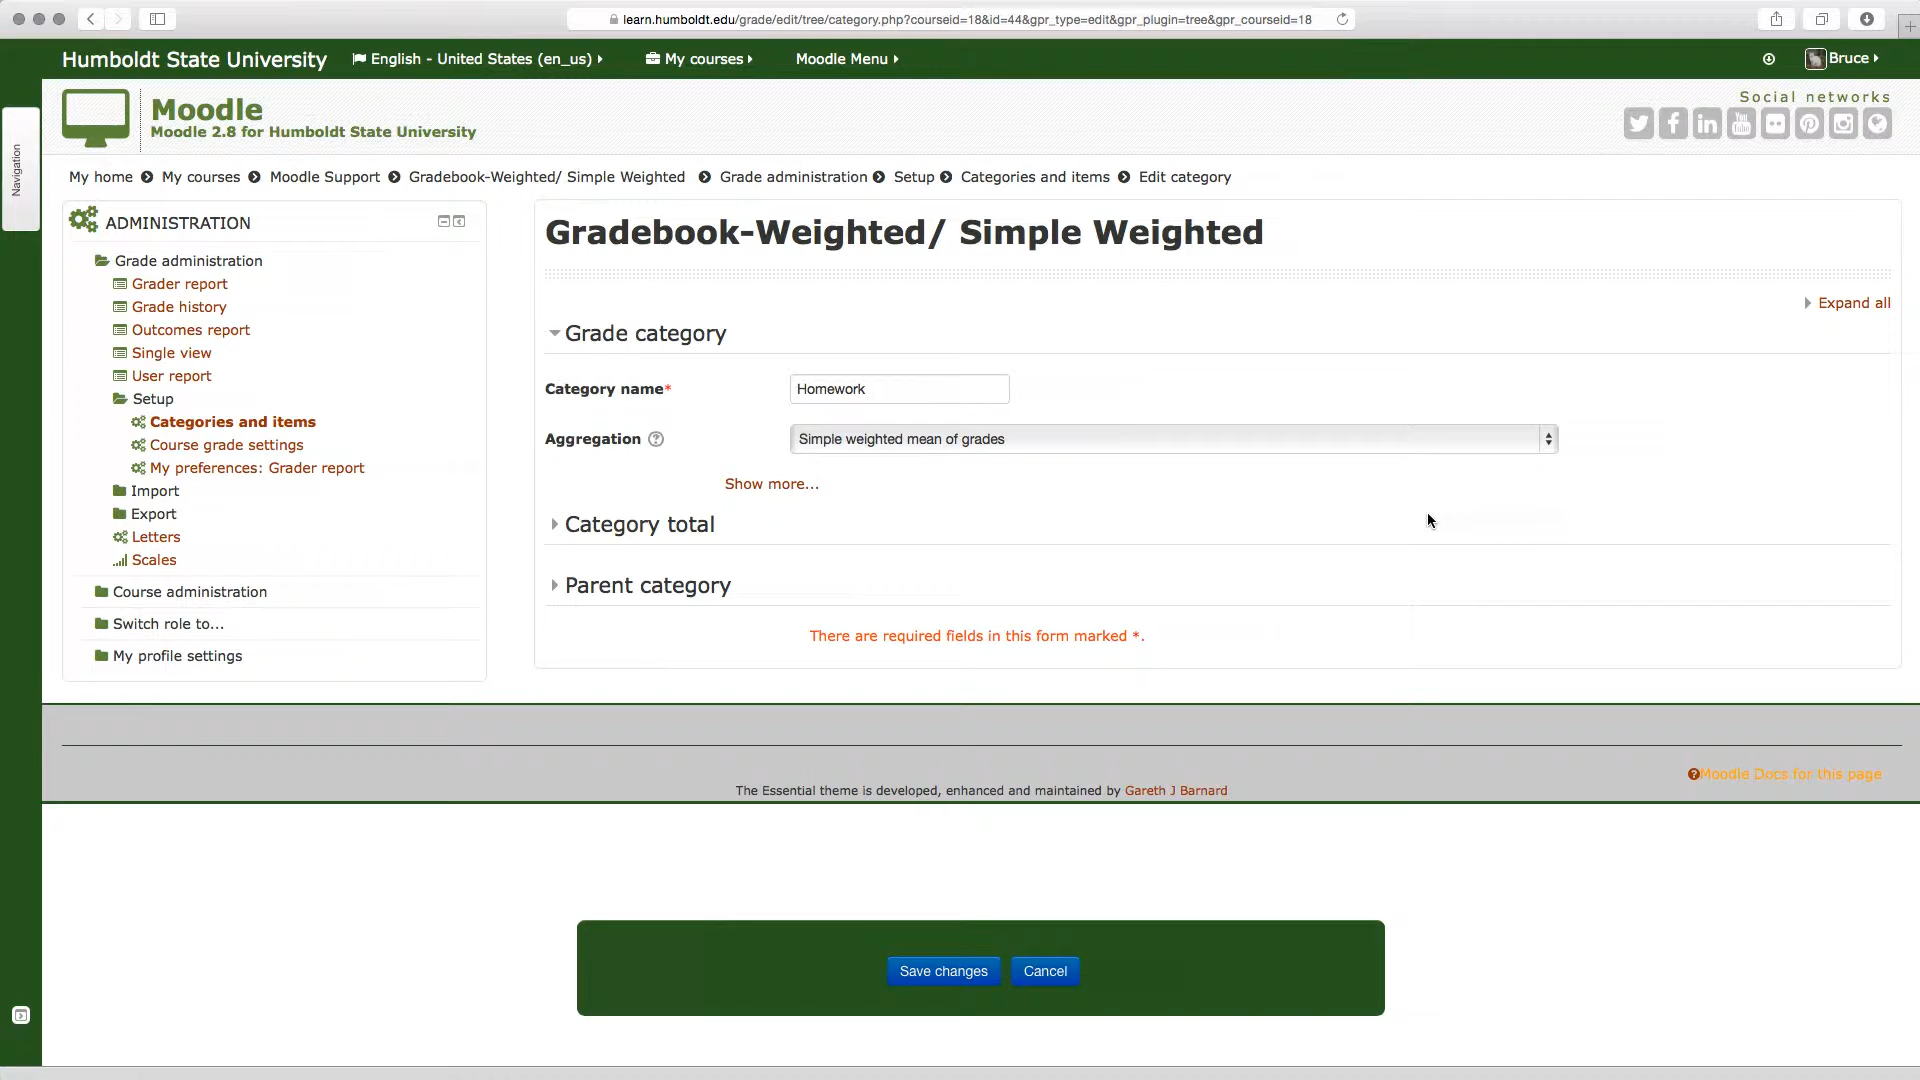 learn.humboldt.edu/grade/edit/tree/category.php?courseid=18&id=44&gpr_type=edit&gpr_plugin=tree&gpr_courseid=18
Humboldt State University
English - United States (en_us)
My courses
Moodle Menu
Bruce
Moodle
Moodle 2.8 for Humboldt State University
Social networks
Navigation
My home My courses Moodle Support Gradebook-Weighted/ Simple Weighted Grade administration Setup Categories and items Edit category
ADMINISTRATION
Grade administration
Grader report
Grade history
Outcomes report
Single view
User report
Setup
Categories and items
Course grade settings
My preferences: Grader report
Import
Export
Letters
Scales
Course administration
Switch role to...
My profile settings
Gradebook-Weighted/ Simple Weighted
Expand all
Grade category
Category name*
Homework
Aggregation
Simple weighted mean of grades
Show more...
Category total
Parent category
There are required fields in this form marked *.
Moodle Docs for this page
The Essential theme is developed, enhanced and maintained by Gareth J Barnard
Save changes
Cancel